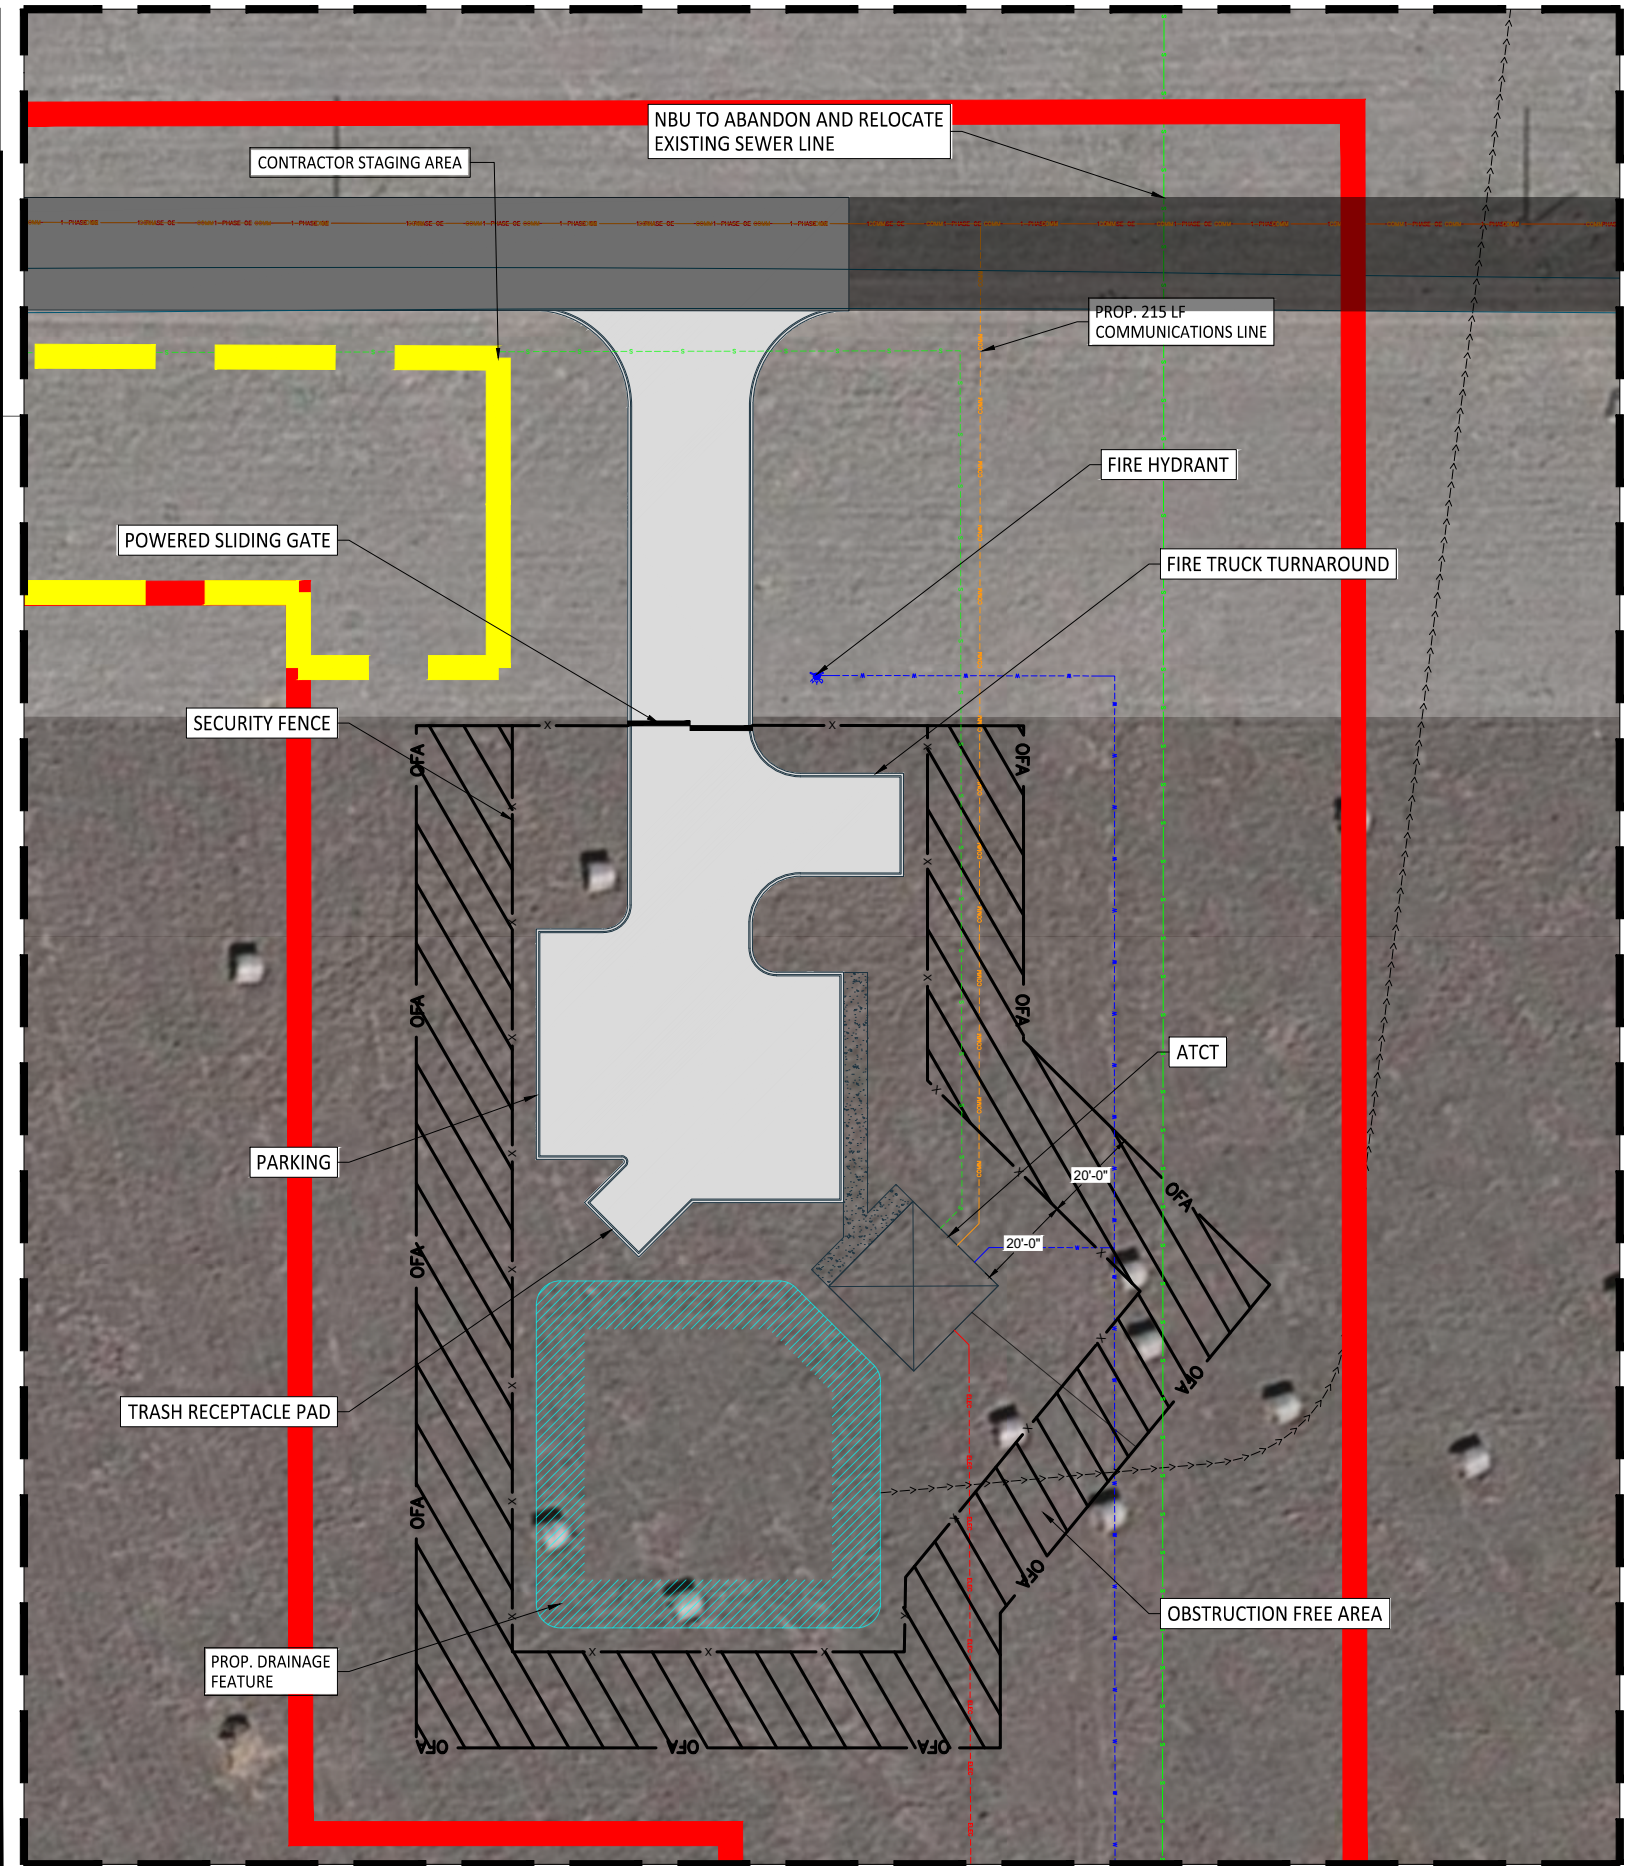 NBU TO ABANDON AND RELOCATE
EXISTING SEWER LINE
CONTRACTOR STAGING AREA
PROP. 215 LF
COMMUNICATIONS LINE
FIRE HYDRANT
POWERED SLIDING GATE
FIRE TRUCK TURNAROUND
SECURITY FENCE
OFA
OFA
OFA
OFA
ATCT
PARKING
20'-0"
OFA
20'-0"
OFA
OFA
TRASH RECEPTACLE PAD
OFA
OFA
OBSTRUCTION FREE AREA
PROP. DRAINAGE
FEATURE
OFA
OFA
OFA